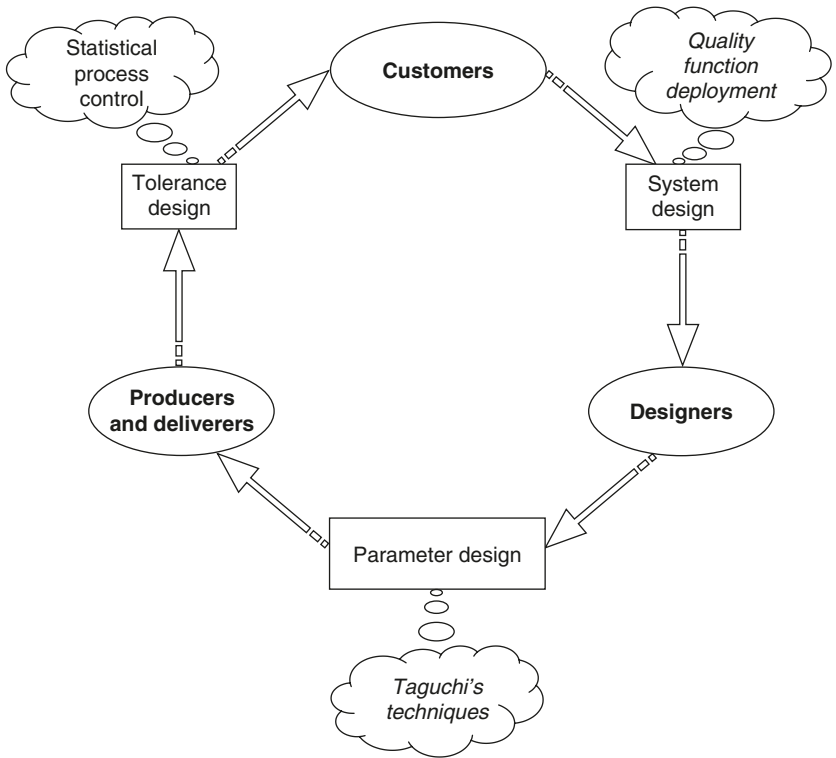 Statistical
process
control
Customers
Quality
function
deployment
Tolerance
design
System
design
Producers
and deliverers
Designers
Parameter design
Taguchi's
techniques